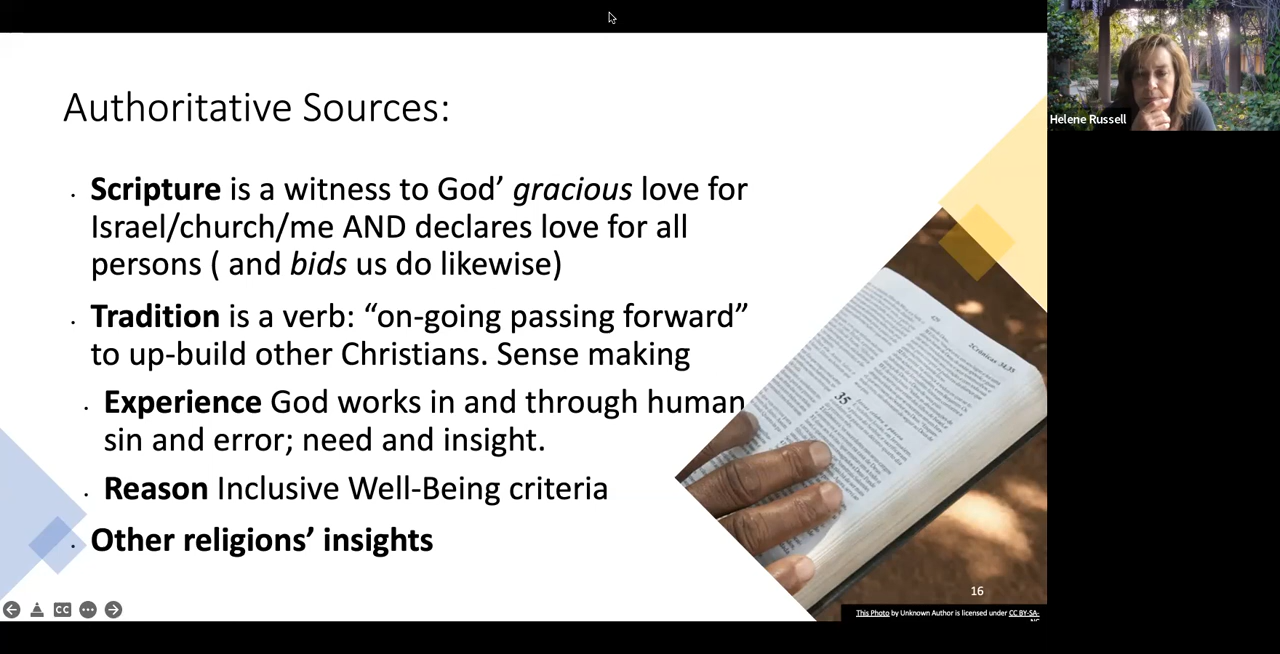 Authoritative Sources:
Helene Russell
• Scripture is a witness to God’ gracious love for
Israel/church/me AND declares love for all
persons ( and bids us do likewise)
• Tradition is a verb: “on-going passing forward”
to up-build other Christians. Sense making
• Experience God works in and through human
sin and error; need and insight.
• Reason Inclusive Well-Being criteria
• Other religions’ insights
35
16
CC
This Photo by Unknown Author is licensed under CC BY-SA-